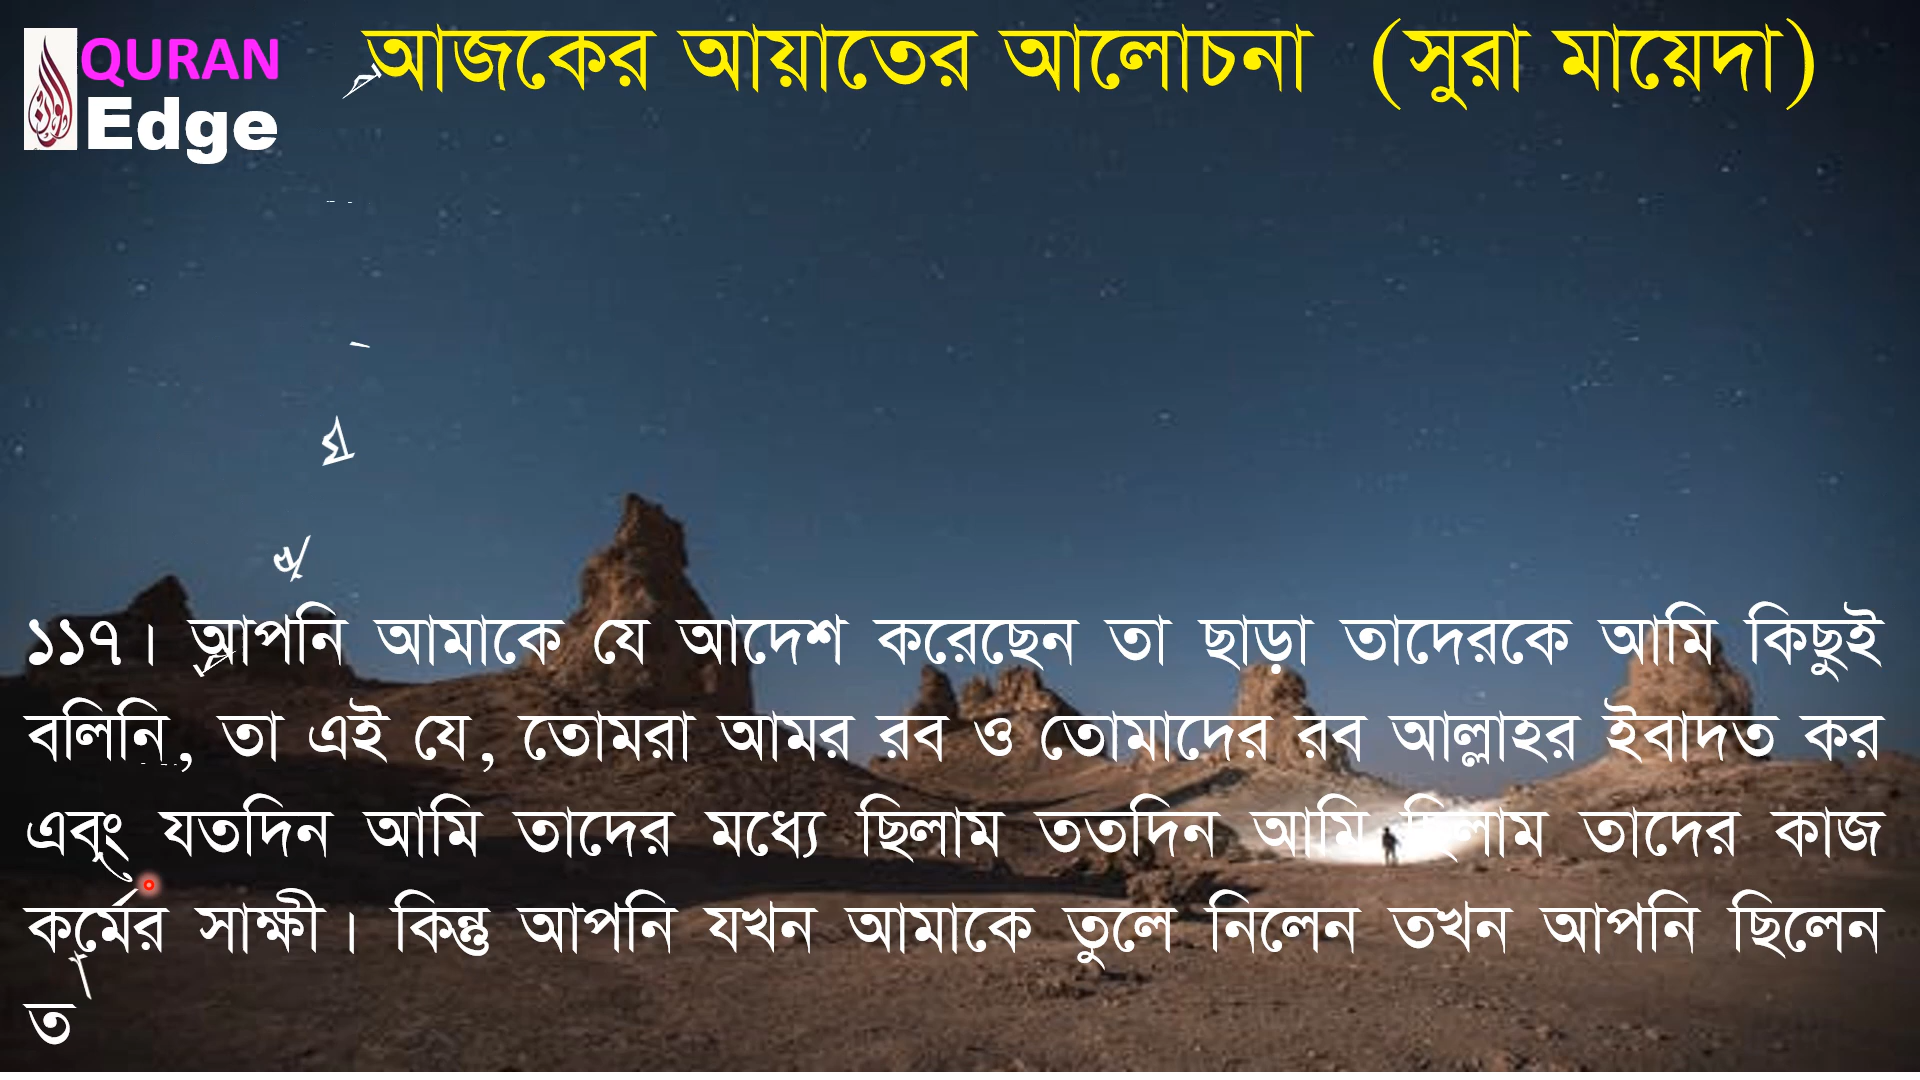 QURAN
Edge
আজকের আয়াতের আলোচনা (সুরা মায়েদা)
১১৭। আপনি আমাকে যে আদেশ করেছেন তা ছাড়া তাদেরকে আমি কিছুই
বলিনি, তা এই যে, তোমরা আমর রব ও তোমাদের রব আল্লাহর ইবাদত কর
এবং যতদিন আমি তাদের মধ্যে ছিলাম ততদিন আমি ছিলাম তাদের কাজ
কর্মের সাক্ষী। কিন্তু আপনি যখন আমাকে তুলে নিলেন তখন আপনি ছিলেন
ত